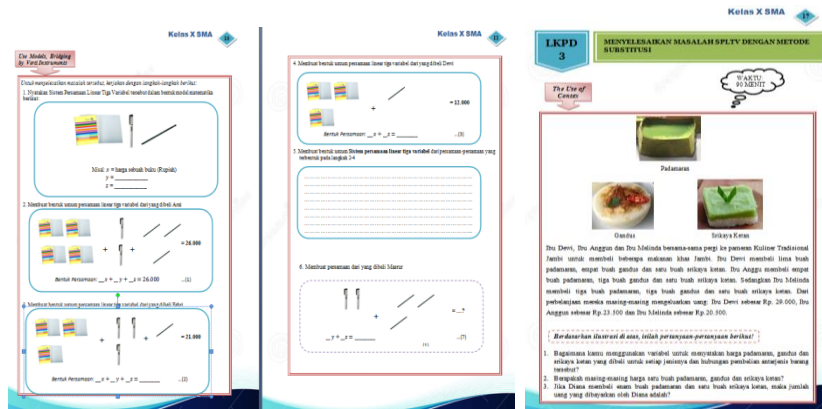 Kelas X SMA
10
Use Models, Bridging
by Vertical Instruments
Untuk menyelesaikan masalah tersebut, kerjakan dengan langkah-langkah berikut:
1. Nyatakan Sistem Persamaan Linear Tiga Variabel tersebut dalam bentuk model matematika
berikut:
Misal: x = harga sebuah buku (Rupiah)
y = ________
z = ________
2. Membuat bentuk umum persamaan linear tiga variabel dari yang dibeli Ani
+ + = 26.000
Bentuk Persamaan: __x + __y + __z = 26.000 ...(1)
3. Membuat bentuk umum persamaan linear tiga variabel dari yang dibeli
+ + = 21.000
Bentuk Persamaan: __x + __y + __z = ______ ...(2)
Kelas X SMA
11
4. Membuat bentuk umum persamaan linear tiga variabel dari yang dibeli Dewi
+ = 12.000
Bentuk Persamaan: __x + __z = ______ ...(3)
5. Membuat bentuk umum Sistem persamaan linear tiga variabel dari persamaan-persamaan yang
terbentuk pada langkah 2-4
6. Membuat persamaan dari yang dibeli
+ = ...?
__y + __z = ______ ...(7)
Kelas X SMA
17
LKPD
3
MENYELESAIKAN MASALAH SPLTV DENGAN METODE
SUBSTITUSI
The Use of
Contex
WAKTU:
90 MENIT
Padamaran
Gandus
Srikaya Ketan
Ibu Dewi, Ibu Anggun dan Ibu Melinda bersama-sama pergi ke pameran Kuliner Tradisional
Jambi untuk membeli beberapa makanan khas Jambi. Ibu Dewi membeli lima buah
padamaran, empat buah gandus dan satu buah srikaya ketan. Ibu Anggu membeli empat
buah padamaran, tiga buah gandus dan satu buah srikaya ketan. Sedangkan Ibu Melinda
membeli tiga buah padamaran, tiga buah gandus dan satu buah srikaya ketan. Dari
perbelanjaan mereka masing-masing mengeluarkan uang: Ibu Dewi sebesar Rp. 29.000, Ibu
Anggun sebesar Rp.23.500 dan Ibu Melinda sebesar Rp.20.500.
Berdasarkan ilustrasi di atas, isilah pertanyaan-pertanyaan berikut!
1. Bagaimana kamu menggunakan variabel untuk menyatakan harga padamaran, gandus dan
srikaya ketan yang dibeli untuk setiap jenisnya dan hubungan pembelian antarjenis barang
tersebut?
2. Berapakah masing-masing harga satu buah padamaran, gandus dan srikaya ketan?
3. Jika Diana membeli enam buah padamaran dan satu buah srikaya ketan, maka jumlah
uang yang dibayarkan oleh Diana adalah?